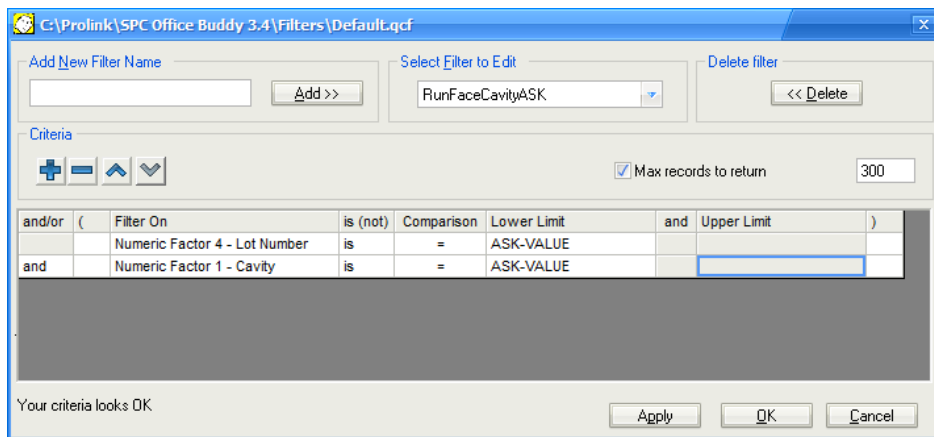 C:\Prolink\SPC Office Buddy 3.4\Filters\Default.qcf
Add New Filter Name
Select Filter to Edit
Delete filter
Add >>
RunFaceCavityASK
<< Delete
Criteria
Max records to return
300
and/or ( Filter On is (not) Comparison Lower Limit and Upper Limit )
Numeric Factor 4 - Lot Number is = ASK-VALUE
and Numeric Factor 1 - Cavity is = ASK-VALUE
Your criteria looks OK
Apply OK Cancel